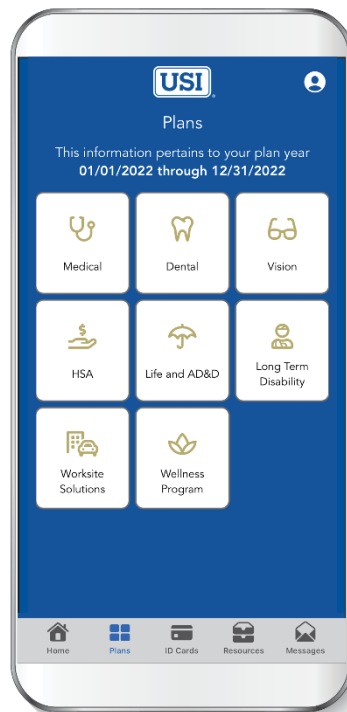 USI
Plans
This information pertains to your plan year
01/01/2022 through 12/31/2022
Medical
Dental
Vision
$
HSA
Life and AD&D
Long Term
Disability
Worksite
Solutions
Wellness
Program
Home
Plans
ID Cards
Resources
Messages